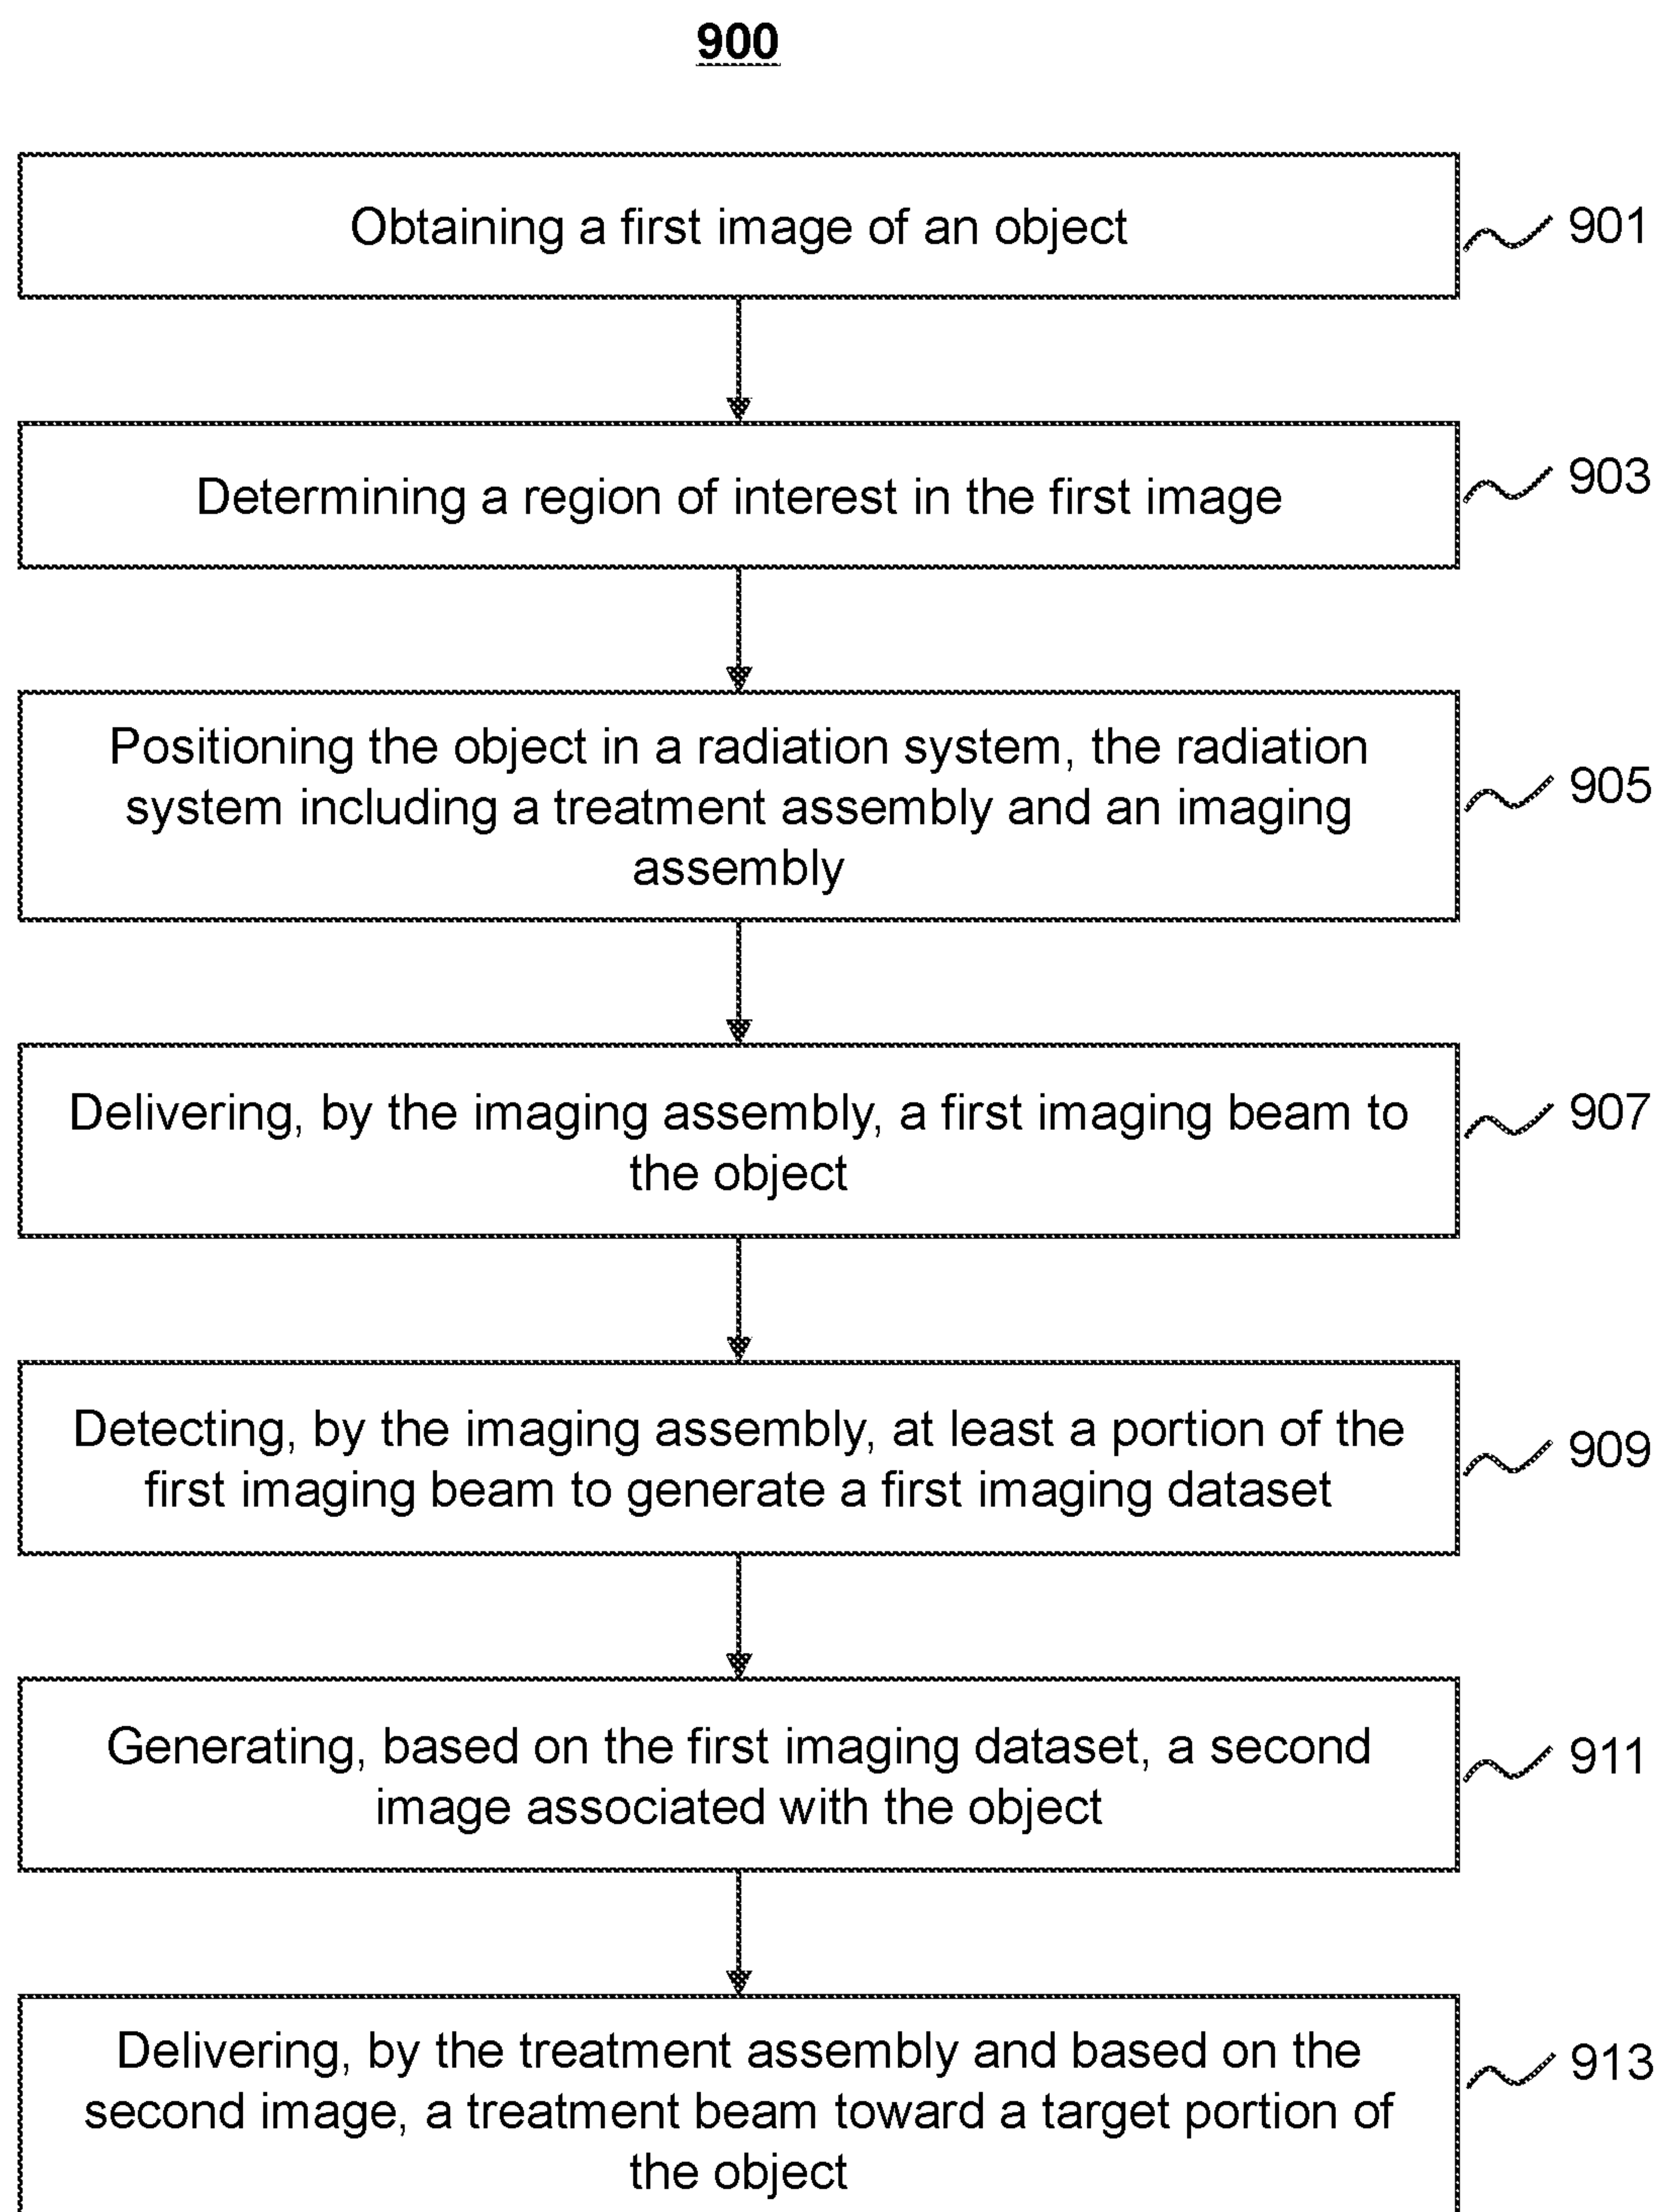 900
Obtaining a first image of an object
901
Determining a region of interest in the first image
903
Positioning the object in a radiation system, the radiation
system including a treatment assembly and an imaging
assembly
905
Delivering, by the imaging assembly, a first imaging beam to
the object
907
Detecting, by the imaging assembly, at least a portion of the
first imaging beam to generate a first imaging dataset
909
Generating, based on the first imaging dataset, a second
image associated with the object
911
Delivering, by the treatment assembly and based on the
second image, a treatment beam toward a target portion of
the object
913